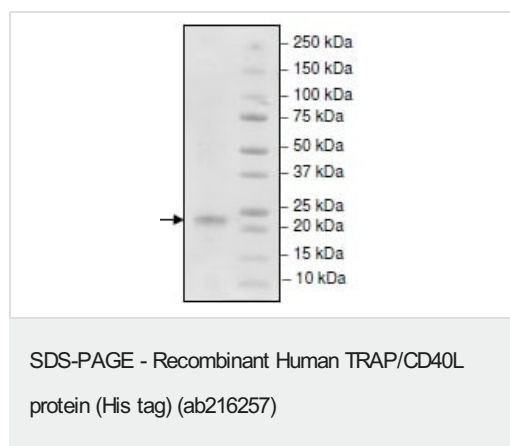 250 kDa
150 kDa
100 kDa
75 kDa
50 kDa
37 kDa
25 kDa
20 kDa
15 kDa
10 kDa
SDS-PAGE - Recombinant Human TRAP/CD40L
protein (His tag) (ab216257)